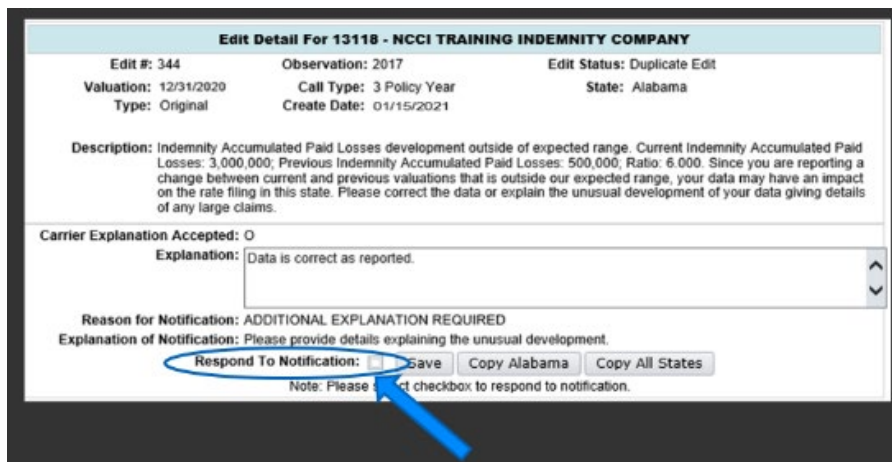 Edit Detail For 13118 - NCCI TRAINING INDEMNITY COMPANY
Edit #: 344 Observation: 2017 Edit Status: Duplicate Edit
Valuation: 12/31/2020 Call Type: 3 Policy Year State: Alabama
Type: Original Create Date: 01/15/2021
Description: Indemnity Accumulated Paid Losses development outside of expected range. Current Indemnity Accumulated Paid
Losses: 3,000,000; Previous Indemnity Accumulated Paid Losses: 500,000; Ratio: 6.000. Since you are reporting a
change between current and previous valuations that is outside our expected range, your data may have an impact
on the rate filing in this state. Please correct the data or explain the unusual development of your data giving details
of any large claims.
Carrier Explanation Accepted: O
Explanation: Data is correct as reported.
Reason for Notification: ADDITIONAL EXPLANATION REQUIRED
Explanation of Notification: Please provide details explaining the unusual development.
Respond To Notification: Save Copy Alabama Copy All States
Note: Please select checkbox to respond to notification.